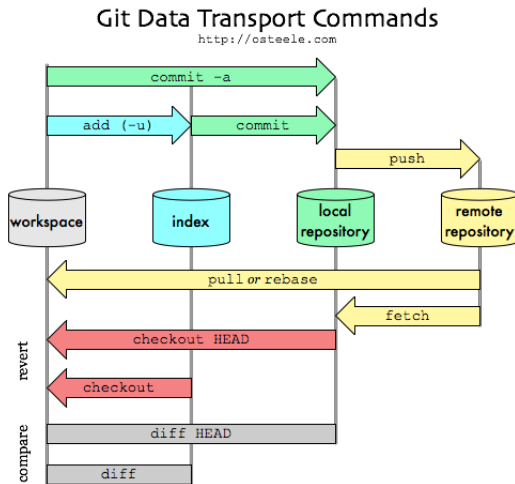 Git Data Transport Commands
http://osteele.com
commit -a
add (-u)
commit
push
workspace
index
local
repository
remote
repository
pull or rebase
fetch
revert
checkout HEAD
checkout
compare
diff HEAD
diff